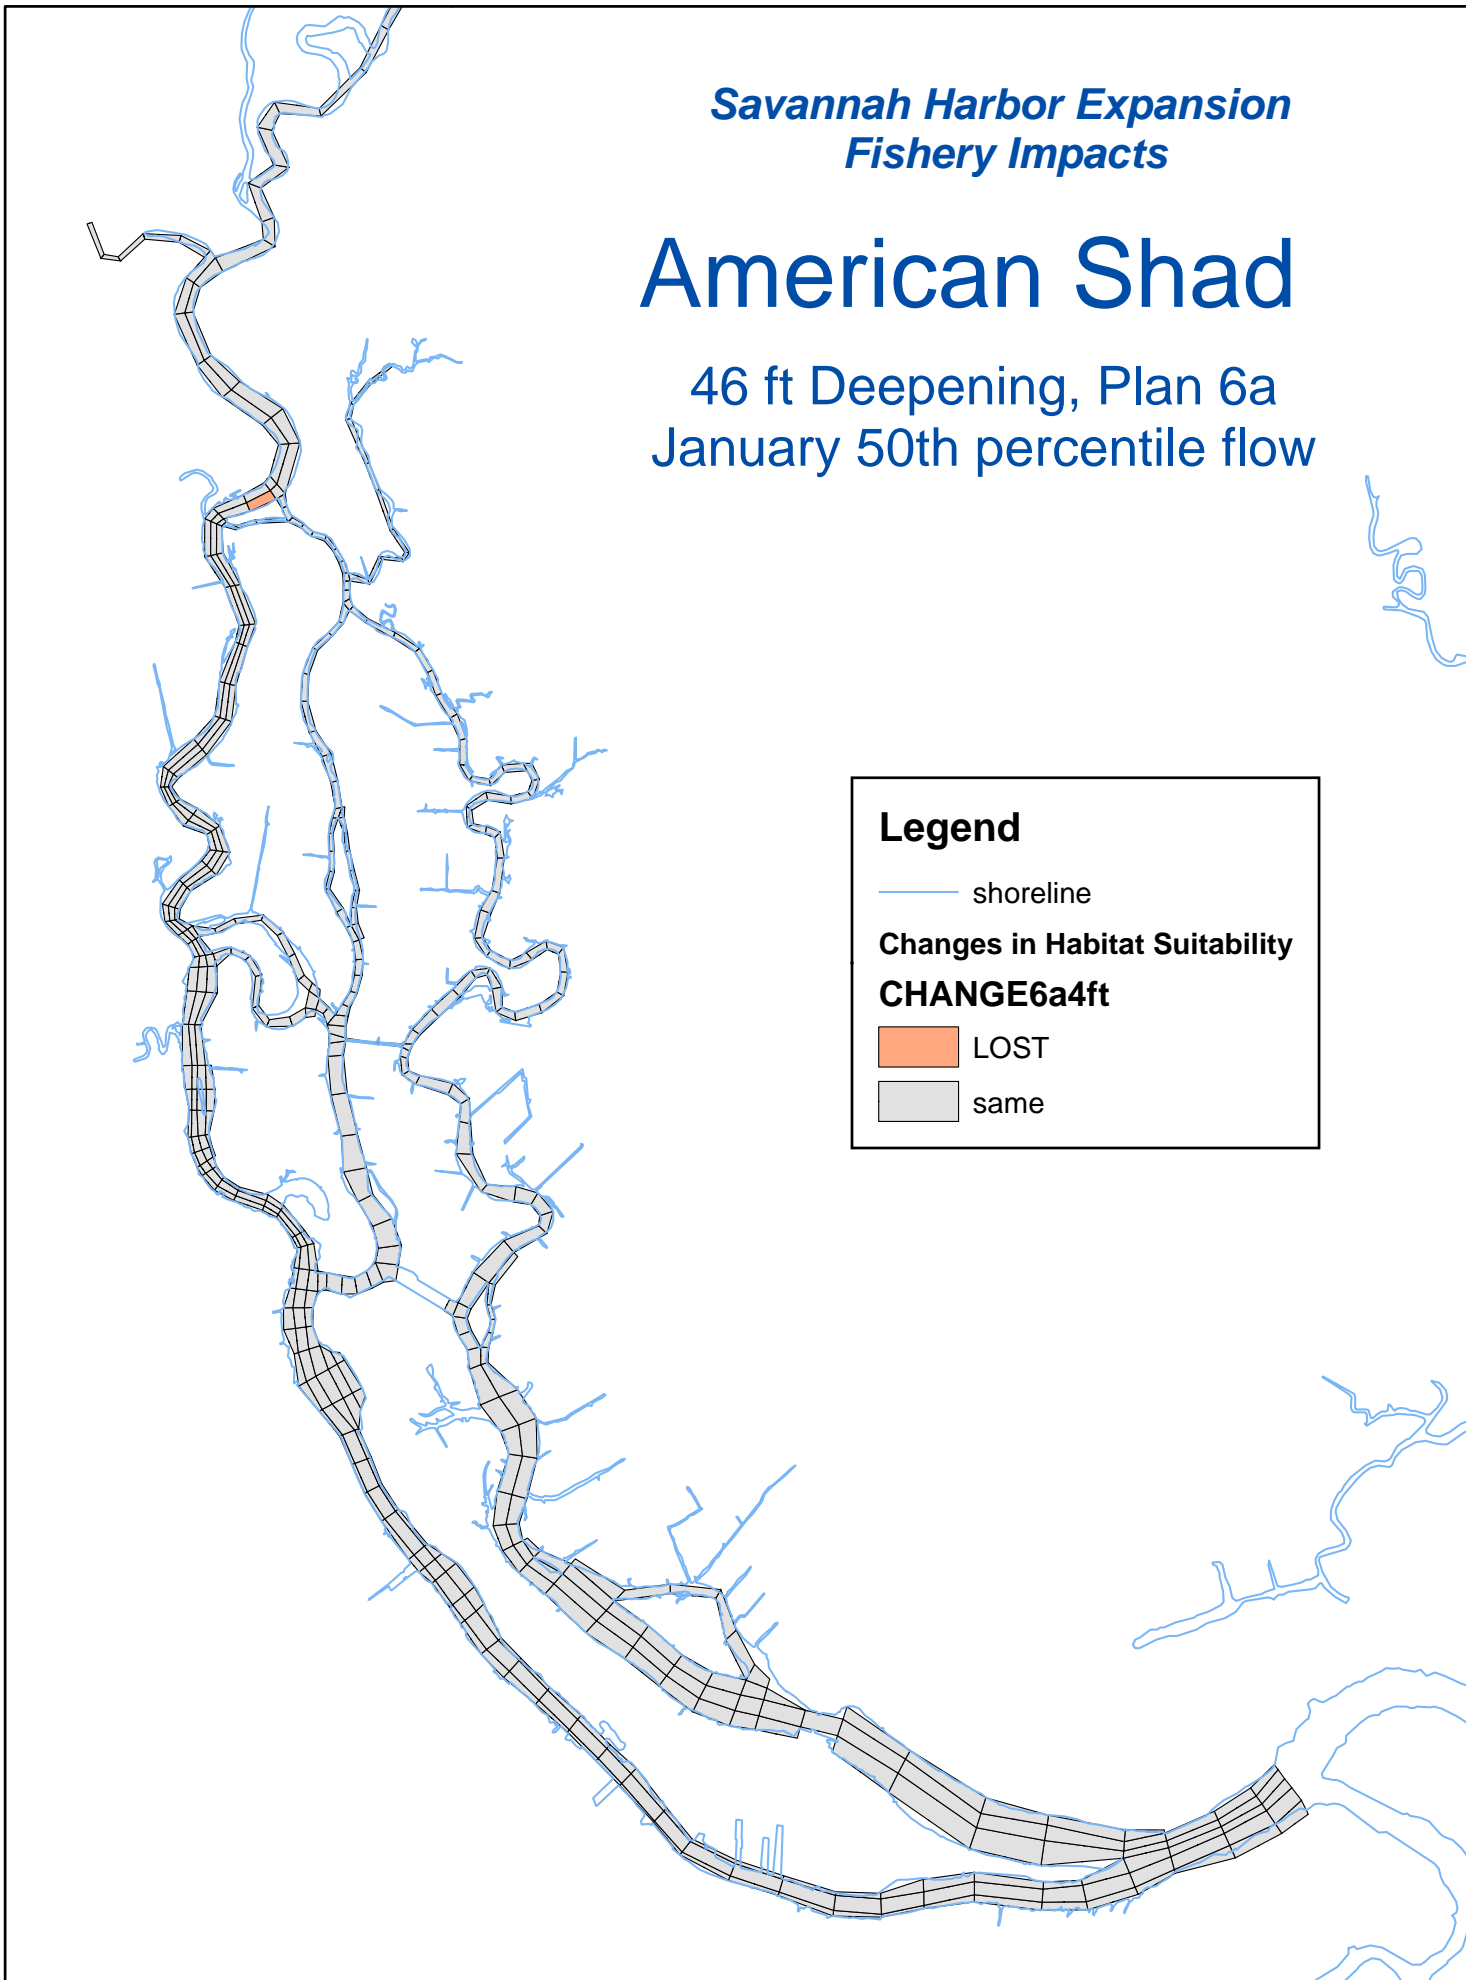 Savannah Harbor Expansion
Fishery Impacts
American Shad
46 ft Deepening, Plan 6a
January 50th percentile flow
Legend
shoreline
Changes in Habitat Suitability
CHANGE6a4ft
LOST
same